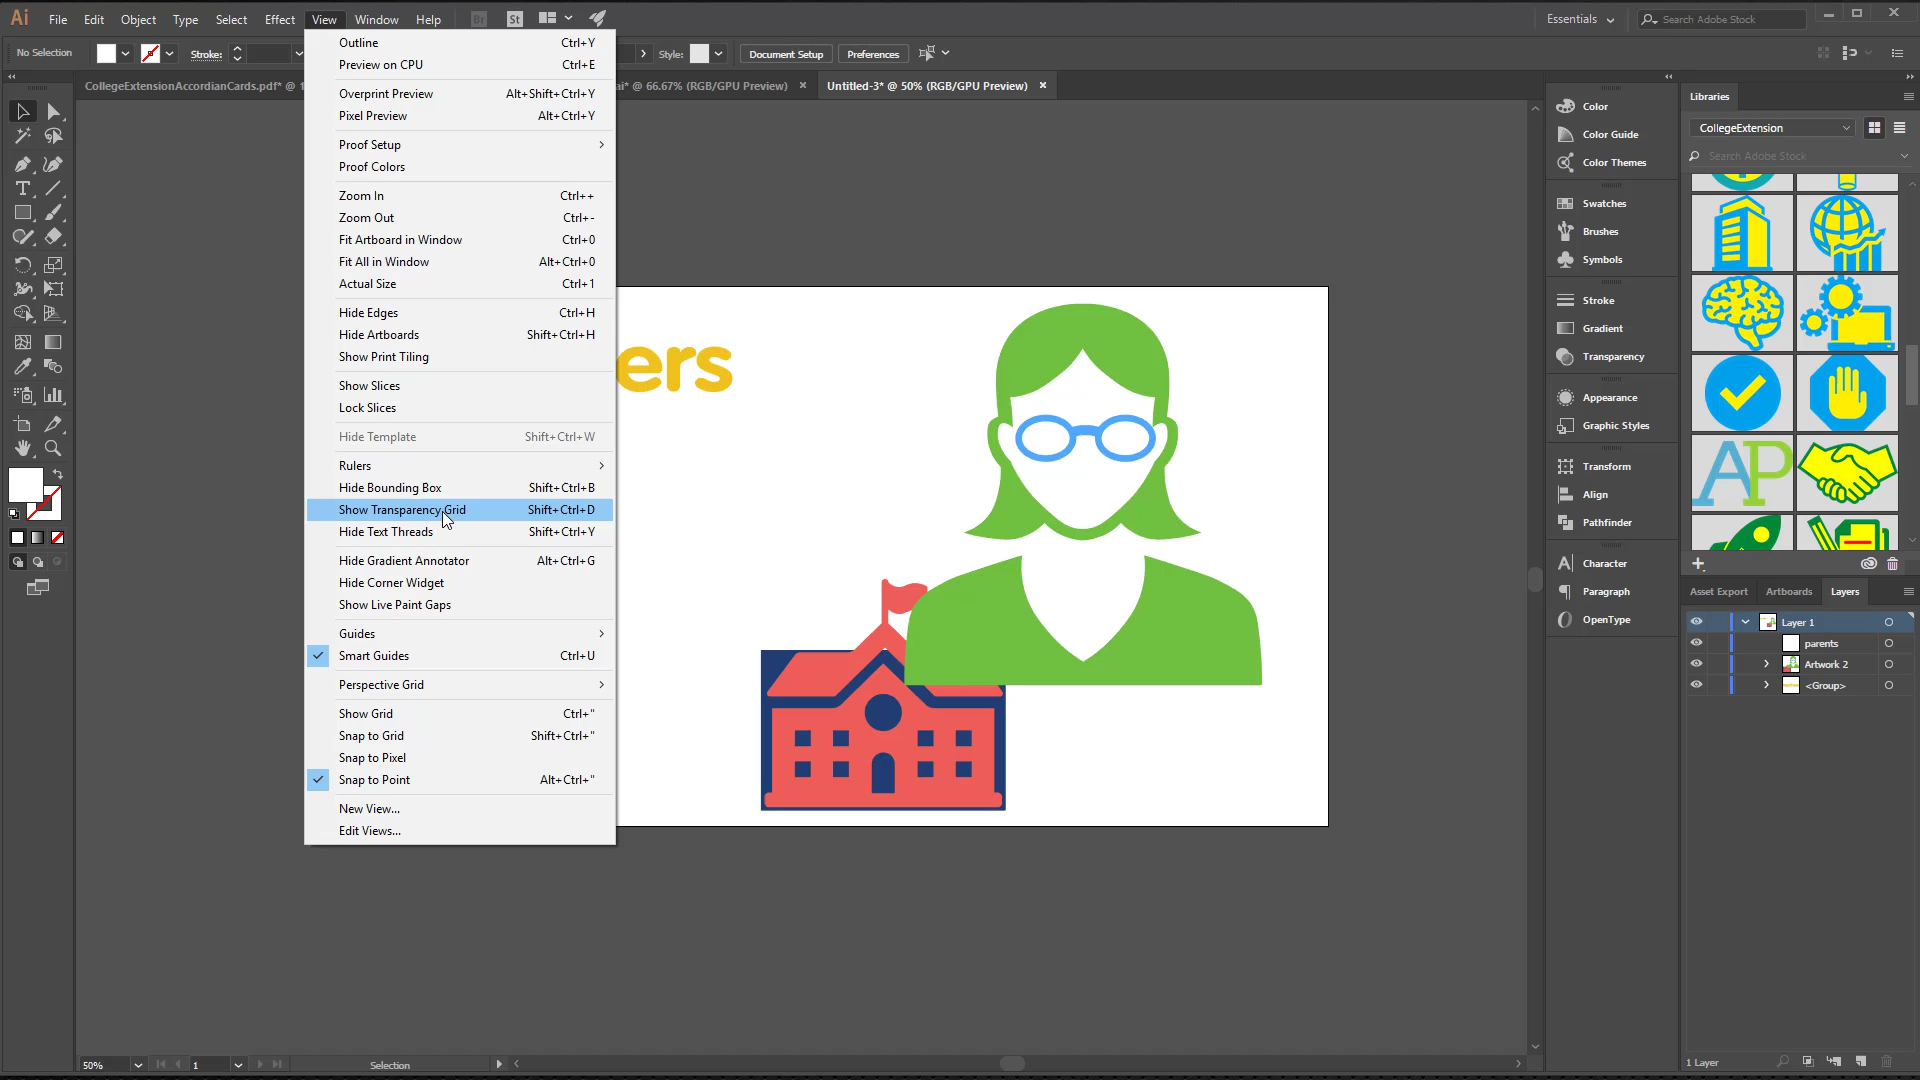 Ai File Edit Object Type Select Effect View Window Help Br St Essentials Search Adobe Stock
No Selection Stroke: Style: Document Setup Preferences
CollegeExtensionAccordianCards.pdf* @ 1 ai* @ 66.67% (RGB/GPU Preview) × Untitled-3* @ 50% (RGB/GPU Preview) ×
Outline Ctrl+Y
Preview on CPU Ctrl+E
Overprint Preview Alt+Shift+Ctrl+Y
Pixel Preview Alt+Ctrl+Y
Proof Setup
Proof Colors
Zoom In Ctrl++
Zoom Out Ctrl+-
Fit Artboard in Window Ctrl+0
Fit All in Window Alt+Ctrl+0
Actual Size Ctrl+1
Hide Edges Ctrl+H
Hide Artboards Shift+Ctrl+H
Show Print Tiling
Show Slices
Lock Slices
Hide Template Shift+Ctrl+W
Rulers
Hide Bounding Box Shift+Ctrl+B
Show Transparency Grid Shift+Ctrl+D
Hide Text Threads Shift+Ctrl+Y
Hide Gradient Annotator Alt+Ctrl+G
Hide Corner Widget
Show Live Paint Gaps
Guides
Smart Guides Ctrl+U
Perspective Grid
Show Grid Ctrl+"
Snap to Grid Shift+Ctrl+"
Snap to Pixel
Snap to Point Alt+Ctrl+"
New View...
Edit Views...
ers
Color
Color Guide
Color Themes
Swatches
Brushes
Symbols
Stroke
Gradient
Transparency
Appearance
Graphic Styles
Transform
Align
Pathfinder
Character
Paragraph
OpenType
Libraries
CollegeExtension
Search Adobe Stock
AP
Asset Export Artboards Layers
Layer 1
parents
Artwork 2
<Group>
1 Layer
50% 1 Selection